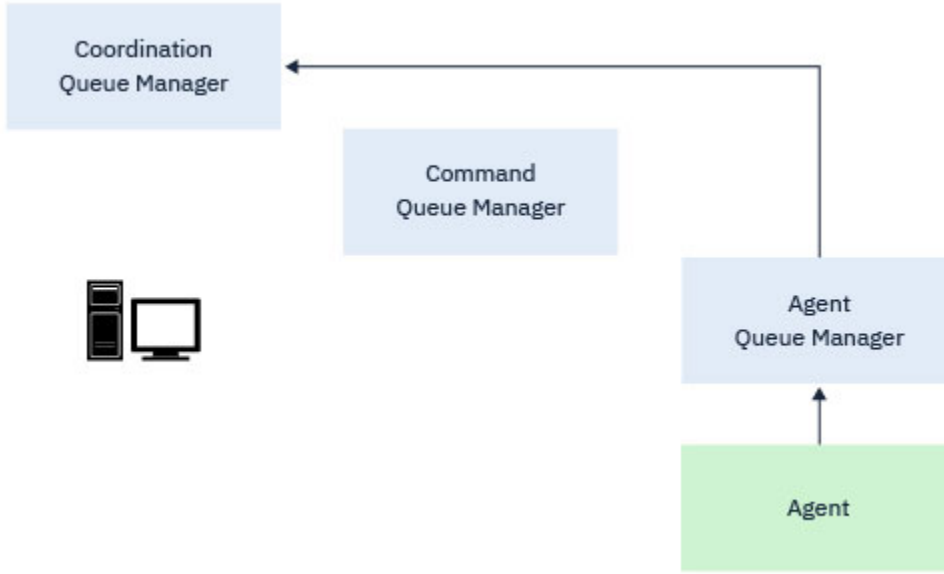 Coordination
Queue Manager
Command
Queue Manager
Agent
Queue Manager
Agent